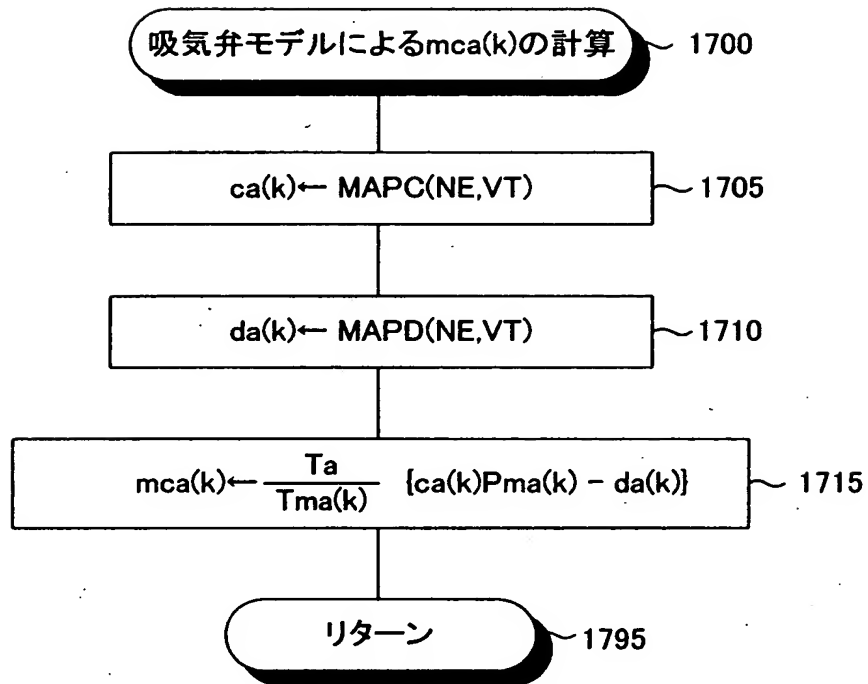 吸気弁モデルによるmca(k)の計算 1700
ca(k)← MAPC(NE,VT) 1705
da(k)← MAPD(NE,VT) 1710
mca(k)← Ta / Tma(k) {ca(k)Pma(k) − da(k)} 1715
リターン 1795